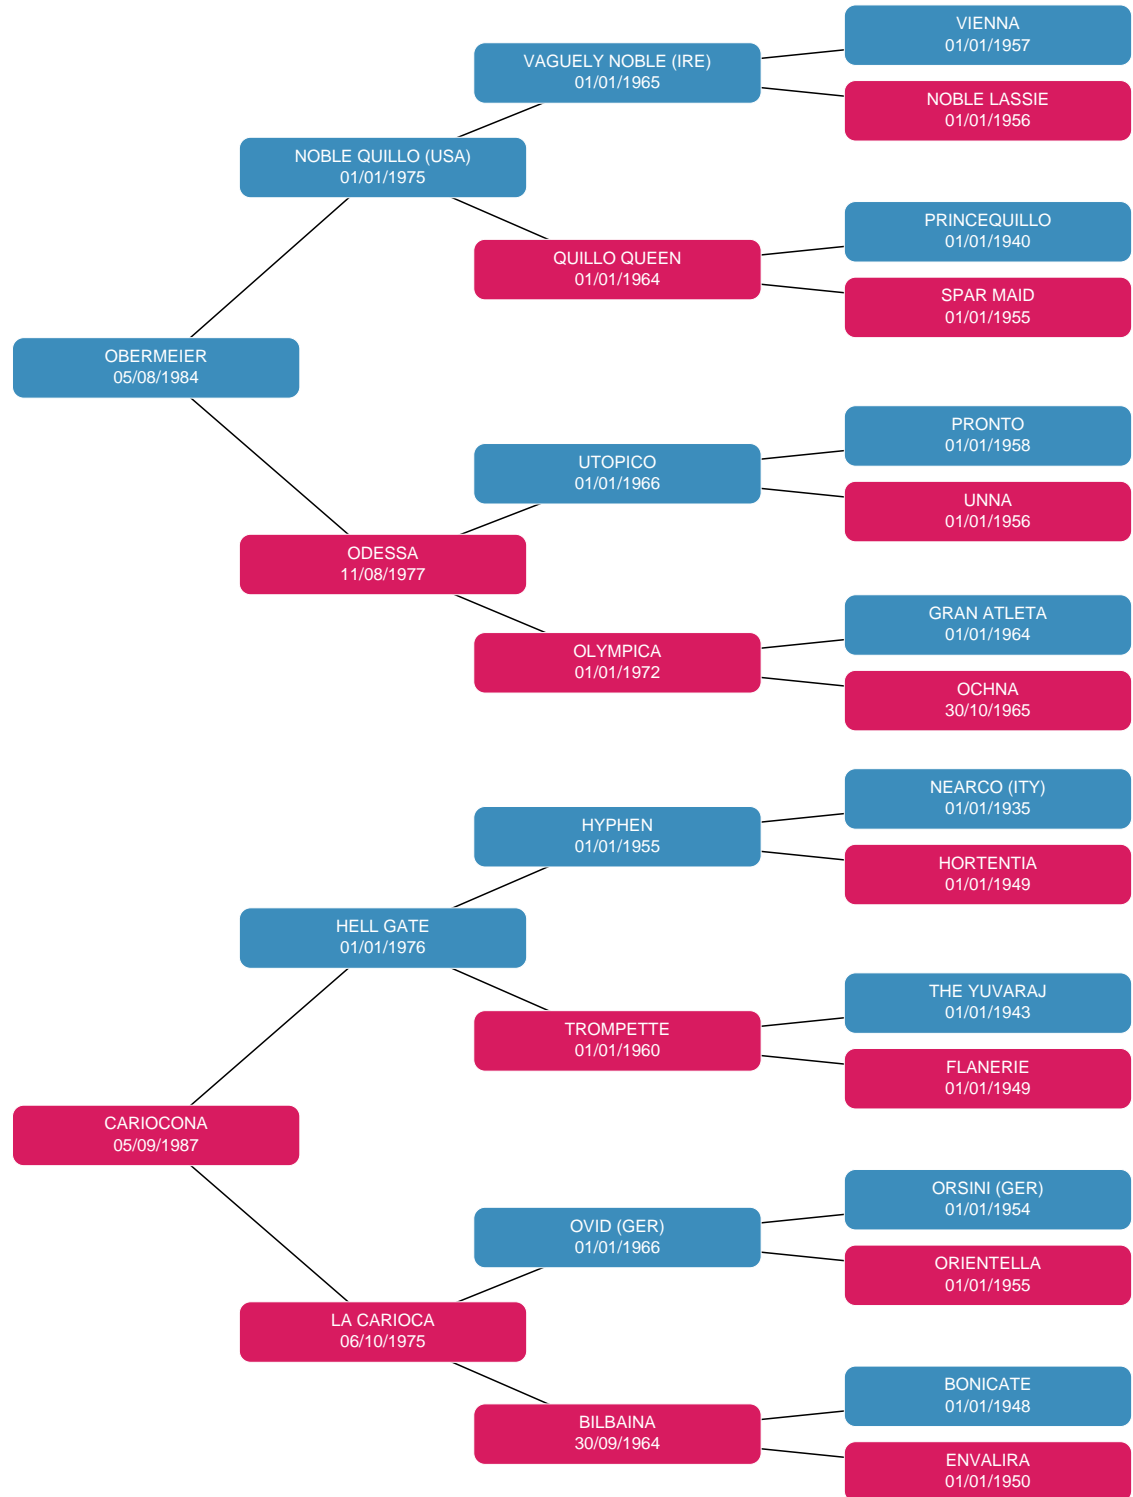 VIENNA
01/01/1957
VAGUELY NOBLE (IRE)
01/01/1965
NOBLE LASSIE
01/01/1956
NOBLE QUILLO (USA)
01/01/1975
PRINCEQUILLO
01/01/1940
QUILLO QUEEN
01/01/1964
SPAR MAID
01/01/1955
OBERMEIER
05/08/1984
PRONTO
01/01/1958
UTOPICO
01/01/1966
UNNA
01/01/1956
ODESSA
11/08/1977
GRAN ATLETA
01/01/1964
OLYMPICA
01/01/1972
OCHNA
30/10/1965
NEARCO (ITY)
01/01/1935
HYPHEN
01/01/1955
HORTENTIA
01/01/1949
HELL GATE
01/01/1976
THE YUVARAJ
01/01/1943
TROMPETTE
01/01/1960
FLANERIE
01/01/1949
CARIOCONA
05/09/1987
ORSINI (GER)
01/01/1954
OVID (GER)
01/01/1966
ORIENTELLA
01/01/1955
LA CARIOCA
06/10/1975
BONICATE
01/01/1948
BILBAINA
30/09/1964
ENVALIRA
01/01/1950